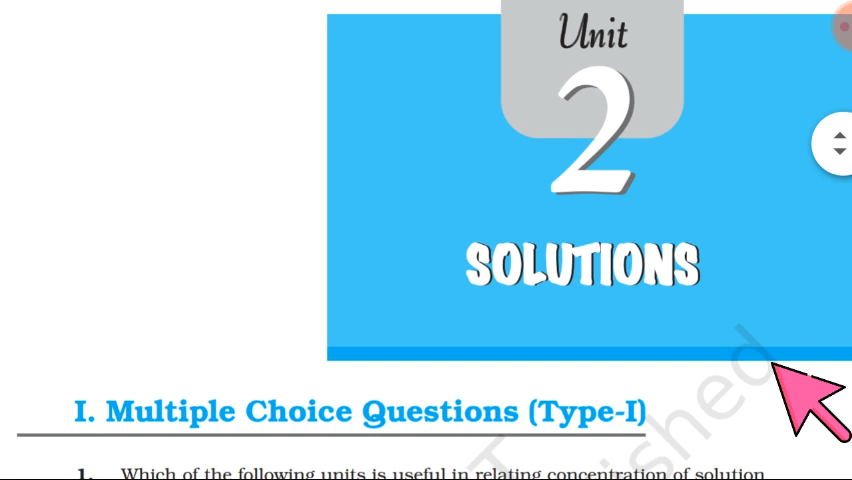 Unit
2
SOLUTIONS
I. Multiple Choice Questions (Type-I)
1. Which of the following units is useful in relating concentration of solution
shed